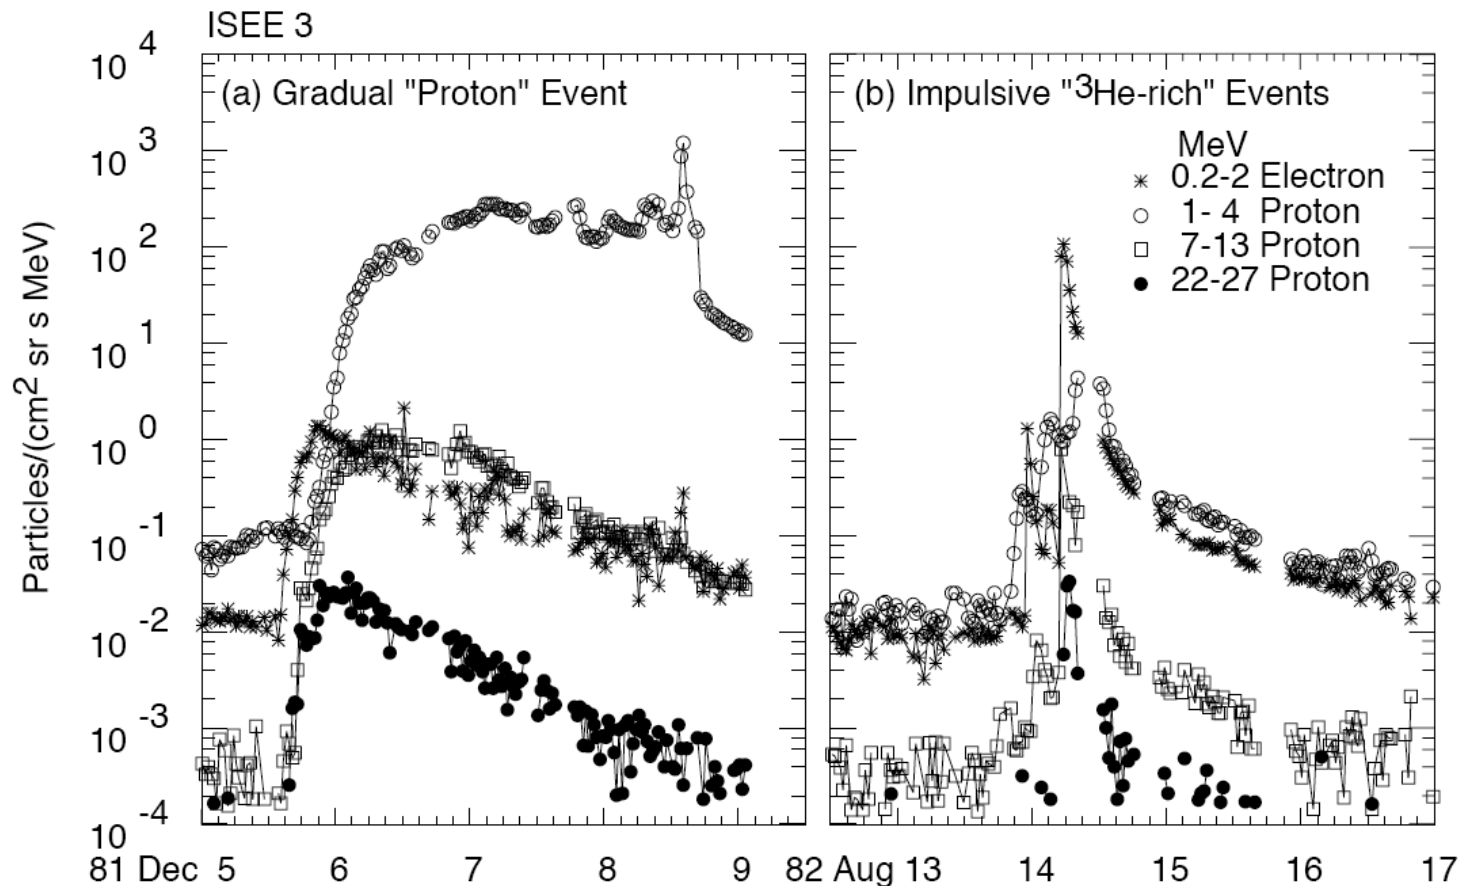 ISEE 3
(a) Gradual "Proton" Event
(b) Impulsive "3He-rich" Events
MeV
0.2-2 Electron
1- 4 Proton
7-13 Proton
22-27 Proton
Particles/(cm2 sr s MeV)
10 4
10 3
10 2
10 1
10 0
10 -1
10 -2
10 -3
10 -4
81 Dec 5 6 7 8 9 82 Aug 13 14 15 16 17